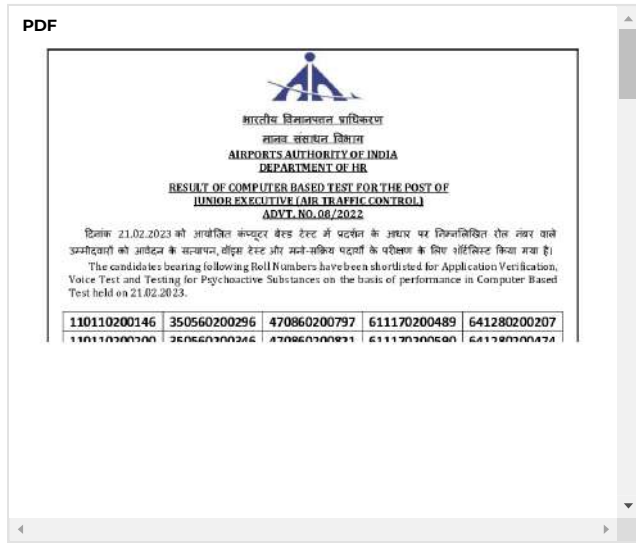 PDF
भारतीय विमानपत्तन प्राधिकरण
मानव संसाधन विभाग
AIRPORTS AUTHORITY OF INDIA
DEPARTMENT OF HR
RESULT OF COMPUTER BASED TEST FOR THE POST OF
JUNIOR EXECUTIVE (AIR TRAFFIC CONTROL)
ADVT. NO. 08/2022
दिनांक 21.02.2023 को आयोजित कंप्यूटर बेस्ड टेस्ट में प्रदर्शन के आधार पर निम्नलिखित रोल नंबर वाले
उम्मीदवारों को आवेदन के सत्यापन, वॉइस टेस्ट और मनो-सक्रिय पदार्थों के परीक्षण के लिए शॉर्टलिस्ट किया गया है।
The candidates bearing following Roll Numbers have been shortlisted for Application Verification,
Voice Test and Testing for Psychoactive Substances on the basis of performance in Computer Based
Test held on 21.02.2023.
110110200146 350560200296 470860200797 611170200489 641280200207
110110200200 350560200346 470860200821 611170200590 641280200474